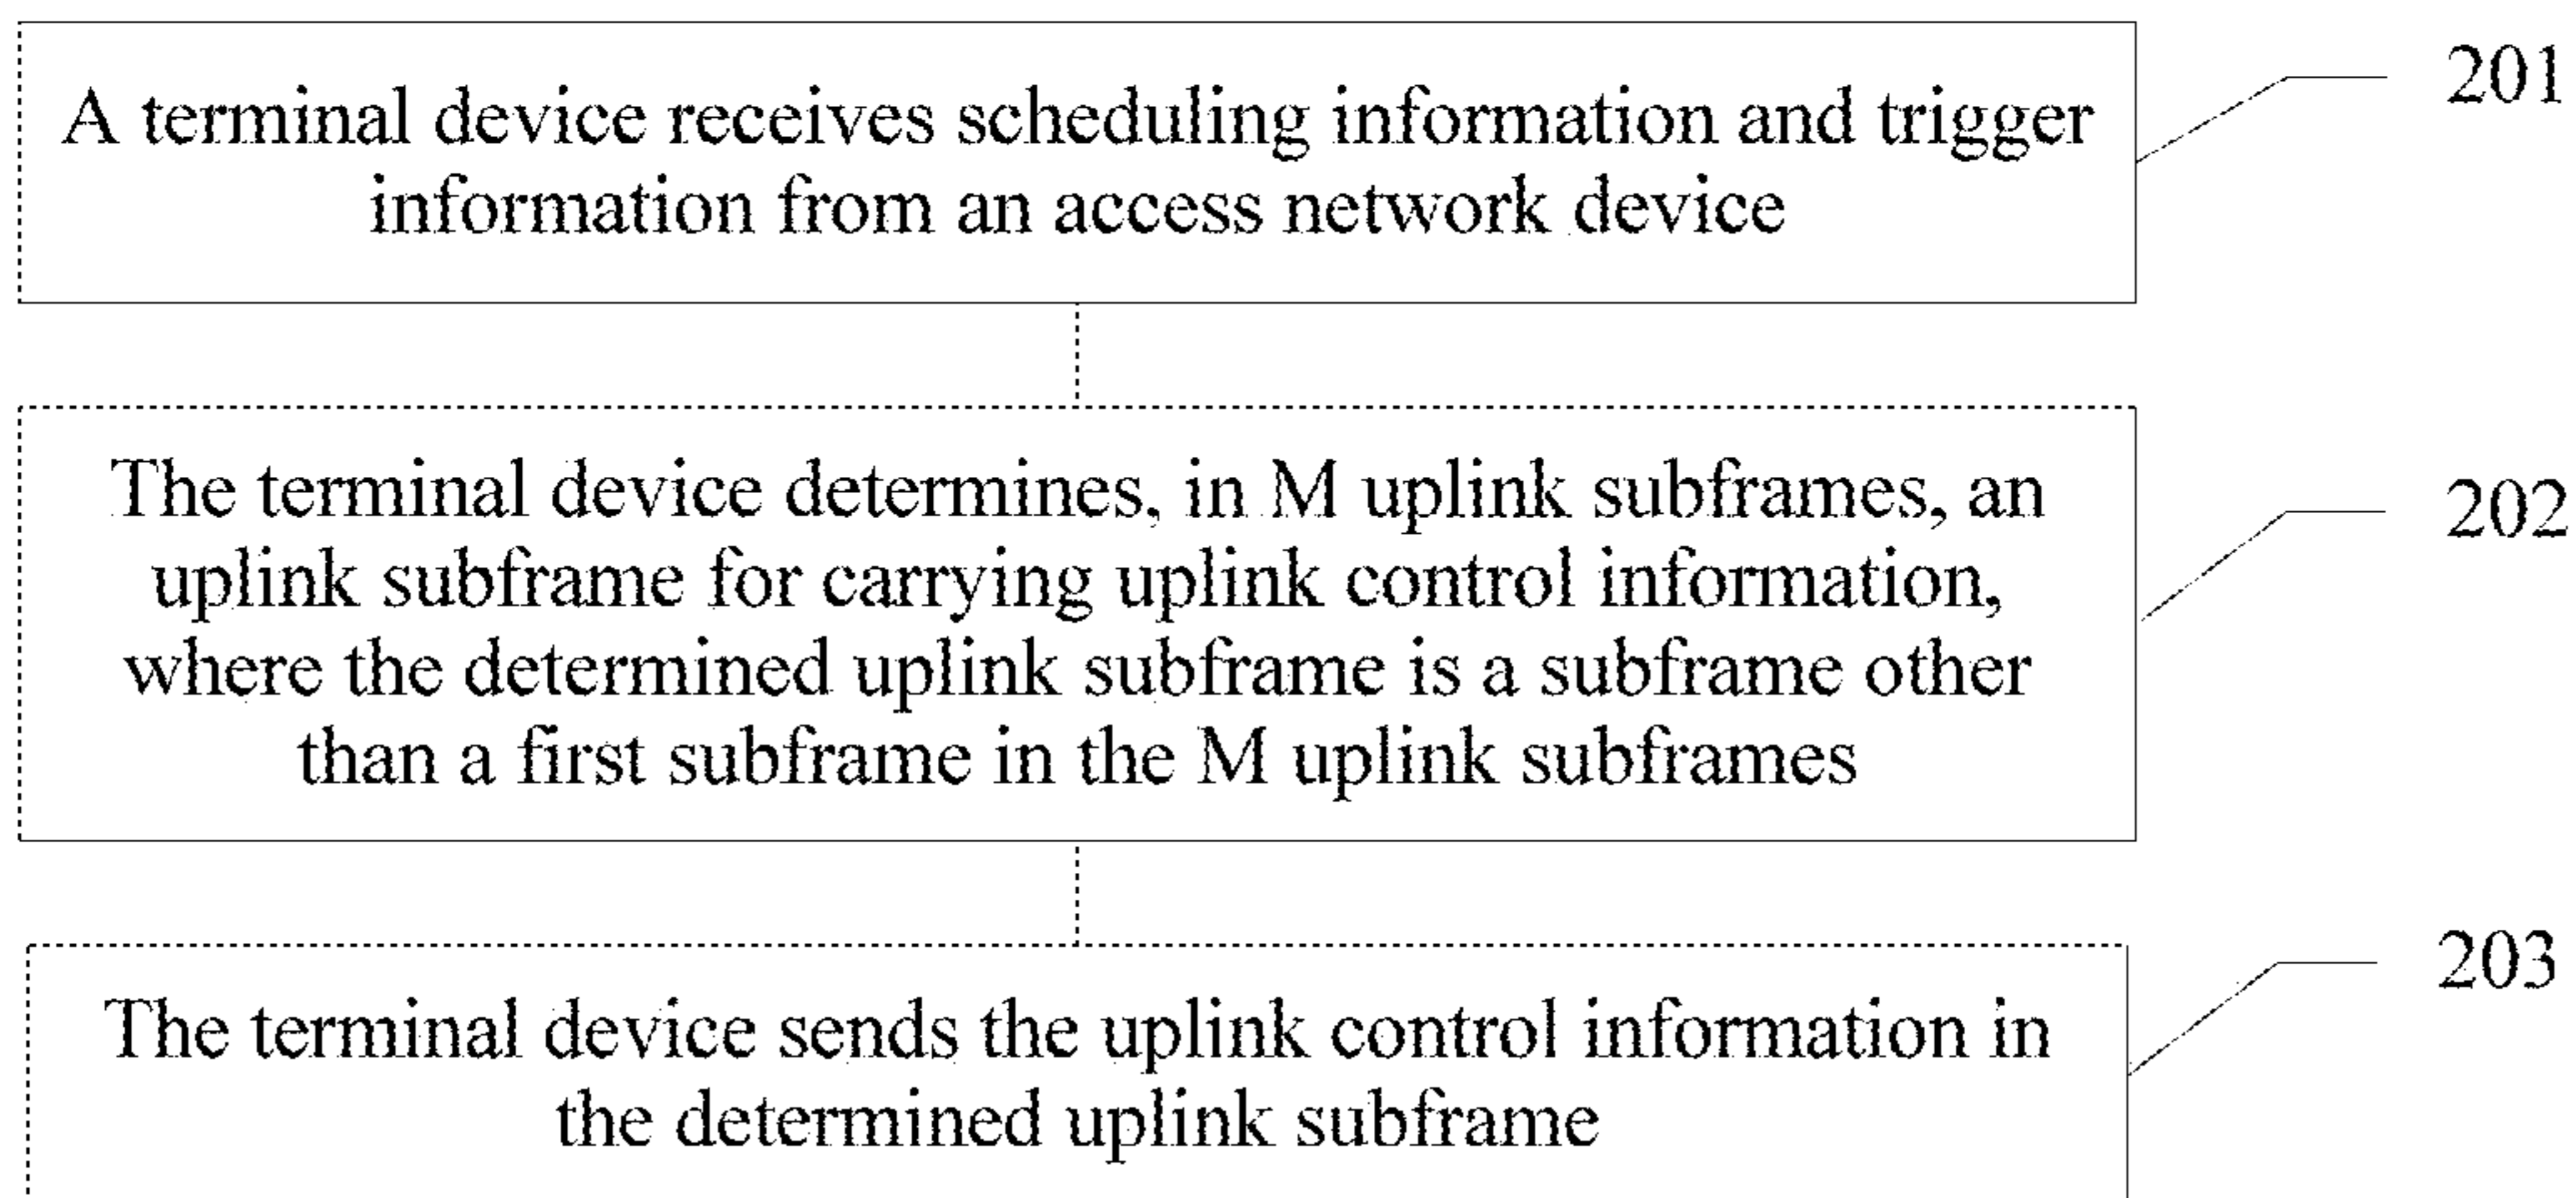 A terminal device receives scheduling information and trigger
information from an access network device
201
The terminal device determines, in M uplink subframes, an
uplink subframe for carrying uplink control information,
where the determined uplink subframe is a subframe other
than a first subframe in the M uplink subframes
202
The terminal device sends the uplink control information in
the determined uplink subframe
203